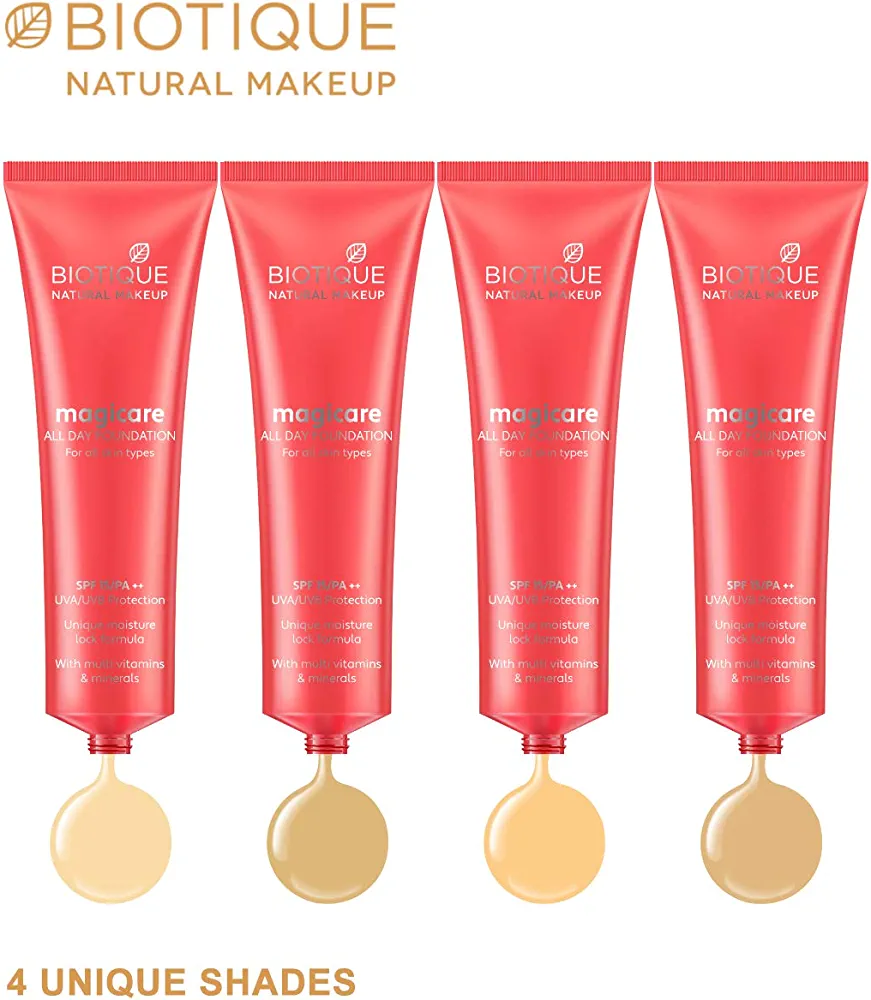 BIOTIQUE
NATURAL MAKEUP
BIOTIQUE
NATURAL MAKEUP
magicare
ALL DAY FOUNDATION
For all skin types
SPF 15/PA ++
UVA/UVB Protection
Unique moisture
lock formula
With multi vitamins
& minerals
BIOTIQUE
NATURAL MAKEUP
magicare
ALL DAY FOUNDATION
For all skin types
SPF 15/PA ++
UVA/UVB Protection
Unique moisture
lock formula
With multi vitamins
& minerals
BIOTIQUE
NATURAL MAKEUP
magicare
ALL DAY FOUNDATION
For all skin types
SPF 15/PA ++
UVA/UVB Protection
Unique moisture
lock formula
With multi vitamins
& minerals
BIOTIQUE
NATURAL MAKEUP
magicare
ALL DAY FOUNDATION
For all skin types
SPF 15/PA ++
UVA/UVB Protection
Unique moisture
lock formula
With multi vitamins
& minerals
4 UNIQUE SHADES